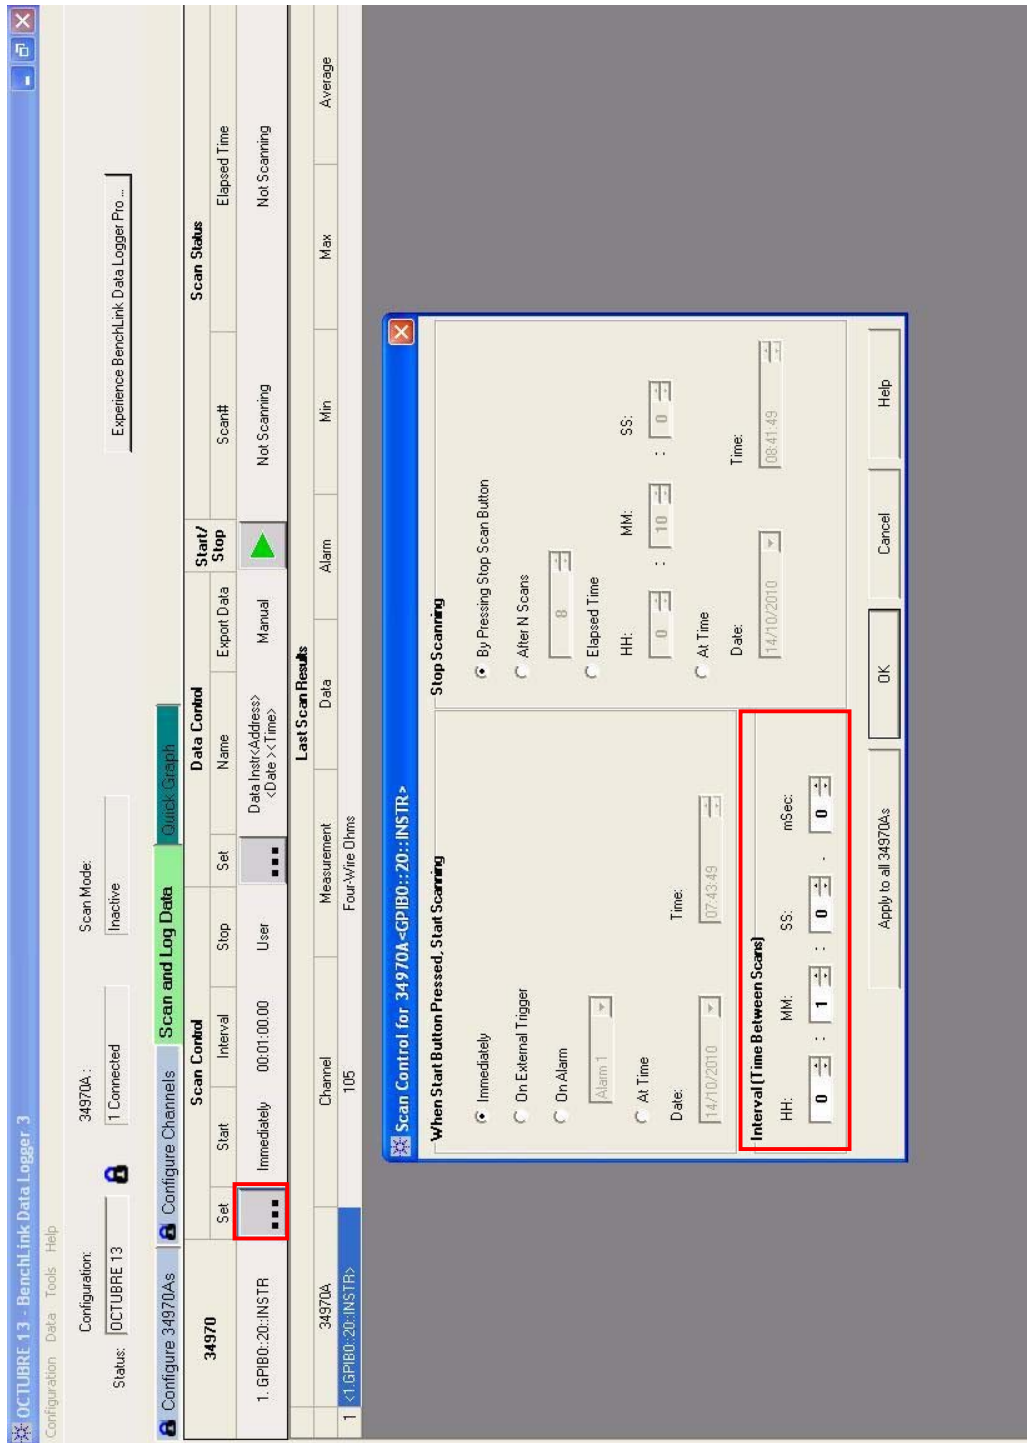 OCTUBRE 13 - BenchLink Data Logger 3
Configuration Data Tools Help
Configuration: 34970A: Scan Mode:
Status: OCTUBRE 13 1 Connected Inactive Experience BenchLink Data Logger Pro ...
Configure 34970As Configure Channels Scan and Log Data Quick Graph
34970 Scan Control Data Control Start/ Stop Scan Status
Set Start Interval Stop Set Name Export Data Scan# Elapsed Time
1. GPIB0::20::INSTR ... Immediately 00:01:00.00 User ... Data Instr<Address> <Date><Time> Manual Not Scanning Not Scanning
Last Scan Results
34970A Channel Measurement Data Alarm Min Max Average
1 <1.GPIB0::20::INSTR> 105 Four-Wire Ohms
Scan Control for 34970A<GPIB0::20::INSTR>
When Start Button Pressed, Start Scanning
Immediately
On External Trigger
On Alarm
Alarm 1
At Time
Date: Time:
14/10/2010 07:43:49
Interval (Time Between Scans)
HH: MM: SS: mSec:
0 : 1 : 0 . 0
Stop Scanning
By Pressing Stop Scan Button
After N Scans
8
Elapsed Time
HH: MM: SS:
0 : 10 : 0
At Time
Date: Time:
14/10/2010 08:41:49
Apply to all 34970As OK Cancel Help